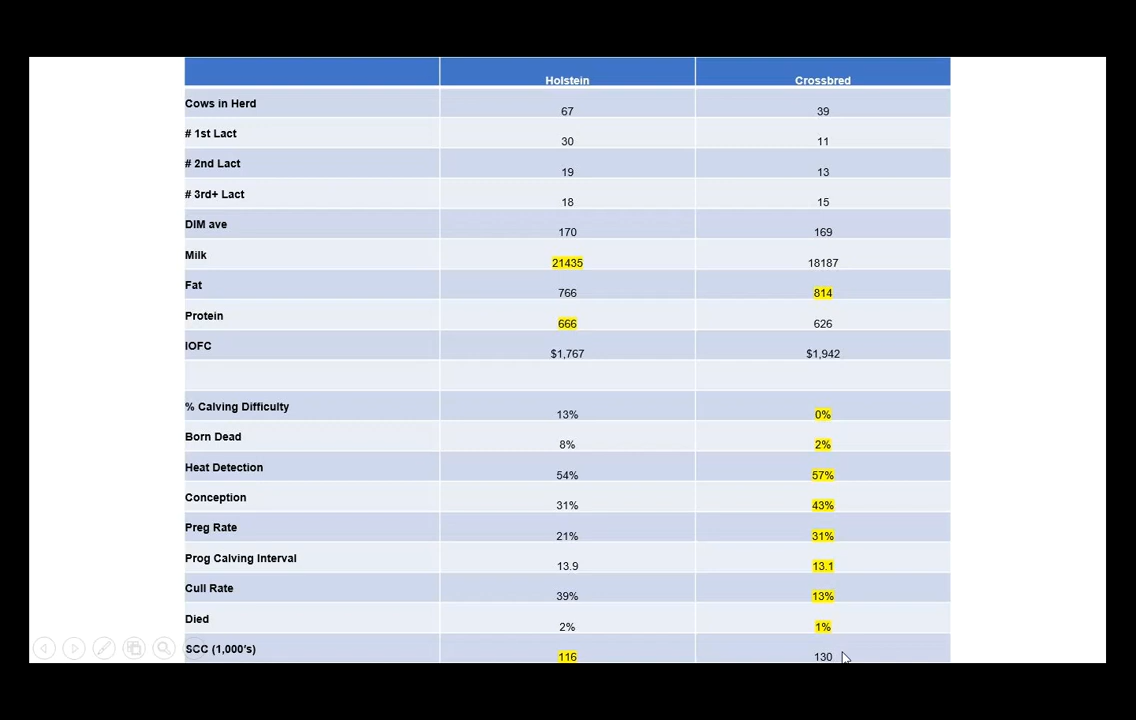 Holstein Crossbred
Cows in Herd 67 39
# 1st Lact 30 11
# 2nd Lact 19 13
# 3rd+ Lact 18 15
DIM ave 170 169
Milk 21435 18187
Fat 766 814
Protein 666 626
IOFC $1,767 $1,942
% Calving Difficulty 13% 0%
Born Dead 8% 2%
Heat Detection 54% 57%
Conception 31% 43%
Preg Rate 21% 31%
Prog Calving Interval 13.9 13.1
Cull Rate 39% 13%
Died 2% 1%
SCC (1,000's) 116 130